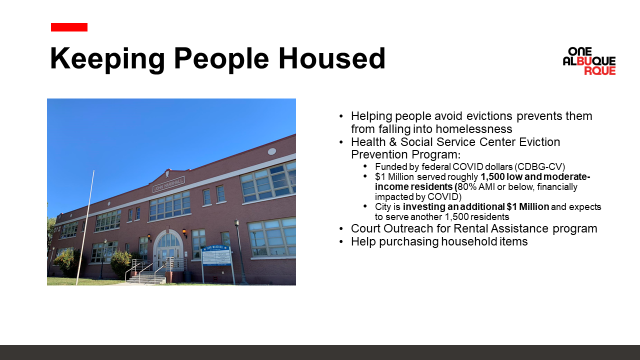 Keeping People Housed
ONE
ALBUQUE
RQUE
• Helping people avoid evictions prevents them
from falling into homelessness
• Health & Social Service Center Eviction
Prevention Program:
• Funded by federal COVID dollars (CDBG-CV)
• $1 Million served roughly 1,500 low and moderate-
income residents (80% AMI or below, financially
impacted by COVID)
• City is investing an additional $1 Million and expects
to serve another 1,500 residents
• Court Outreach for Rental Assistance program
• Help purchasing household items